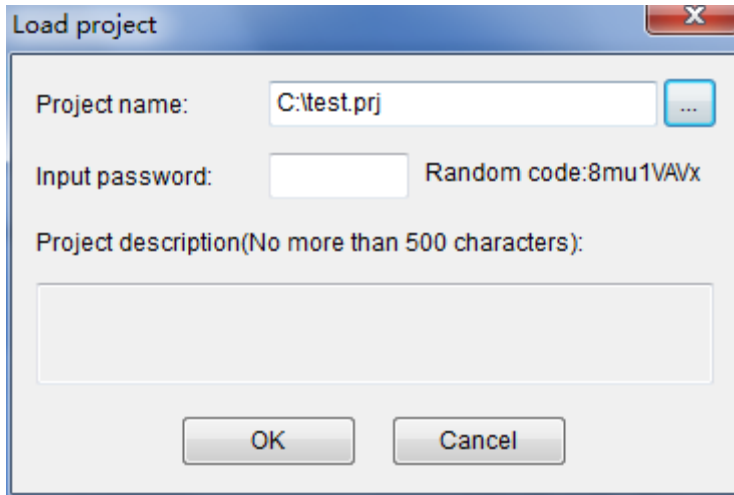 Load project
Project name: C:\test.prj ...
Input password: Random code:8mu1VAVx
Project description(No more than 500 characters):
OK Cancel